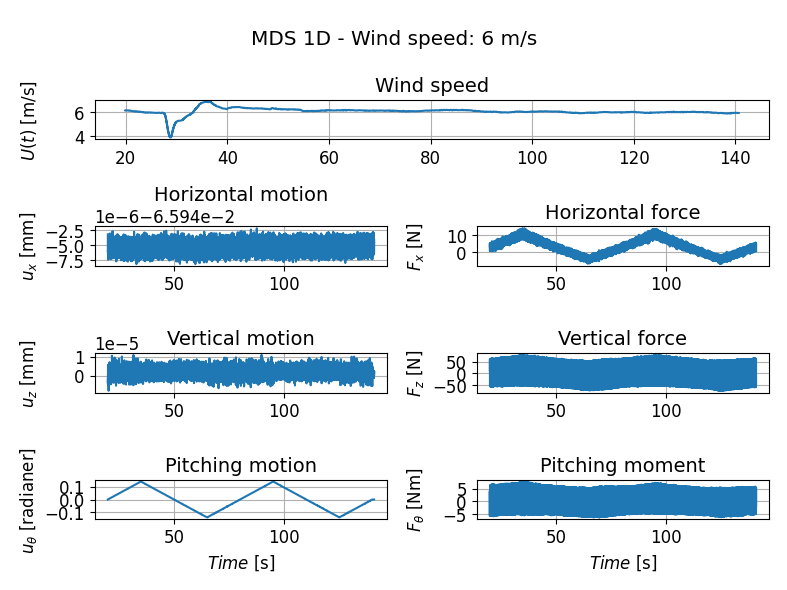 MDS 1D - Wind speed: 6 m/s
Wind speed
U(t) [m/s]
6
4
20 40 60 80 100 120 140
Horizontal motion
1e−6−6.594e−2
u_x [mm]
−2.5
−5.0
−7.5
50 100
Horizontal force
F_x [N]
10
0
50 100
Vertical motion
1e−5
u_z [mm]
1
0
50 100
Vertical force
F_z [N]
50
0
−50
50 100
Pitching motion
u_θ [radianer]
0.1
0.0
−0.1
50 100
Time [s]
Pitching moment
F_θ [Nm]
5
0
−5
50 100
Time [s]